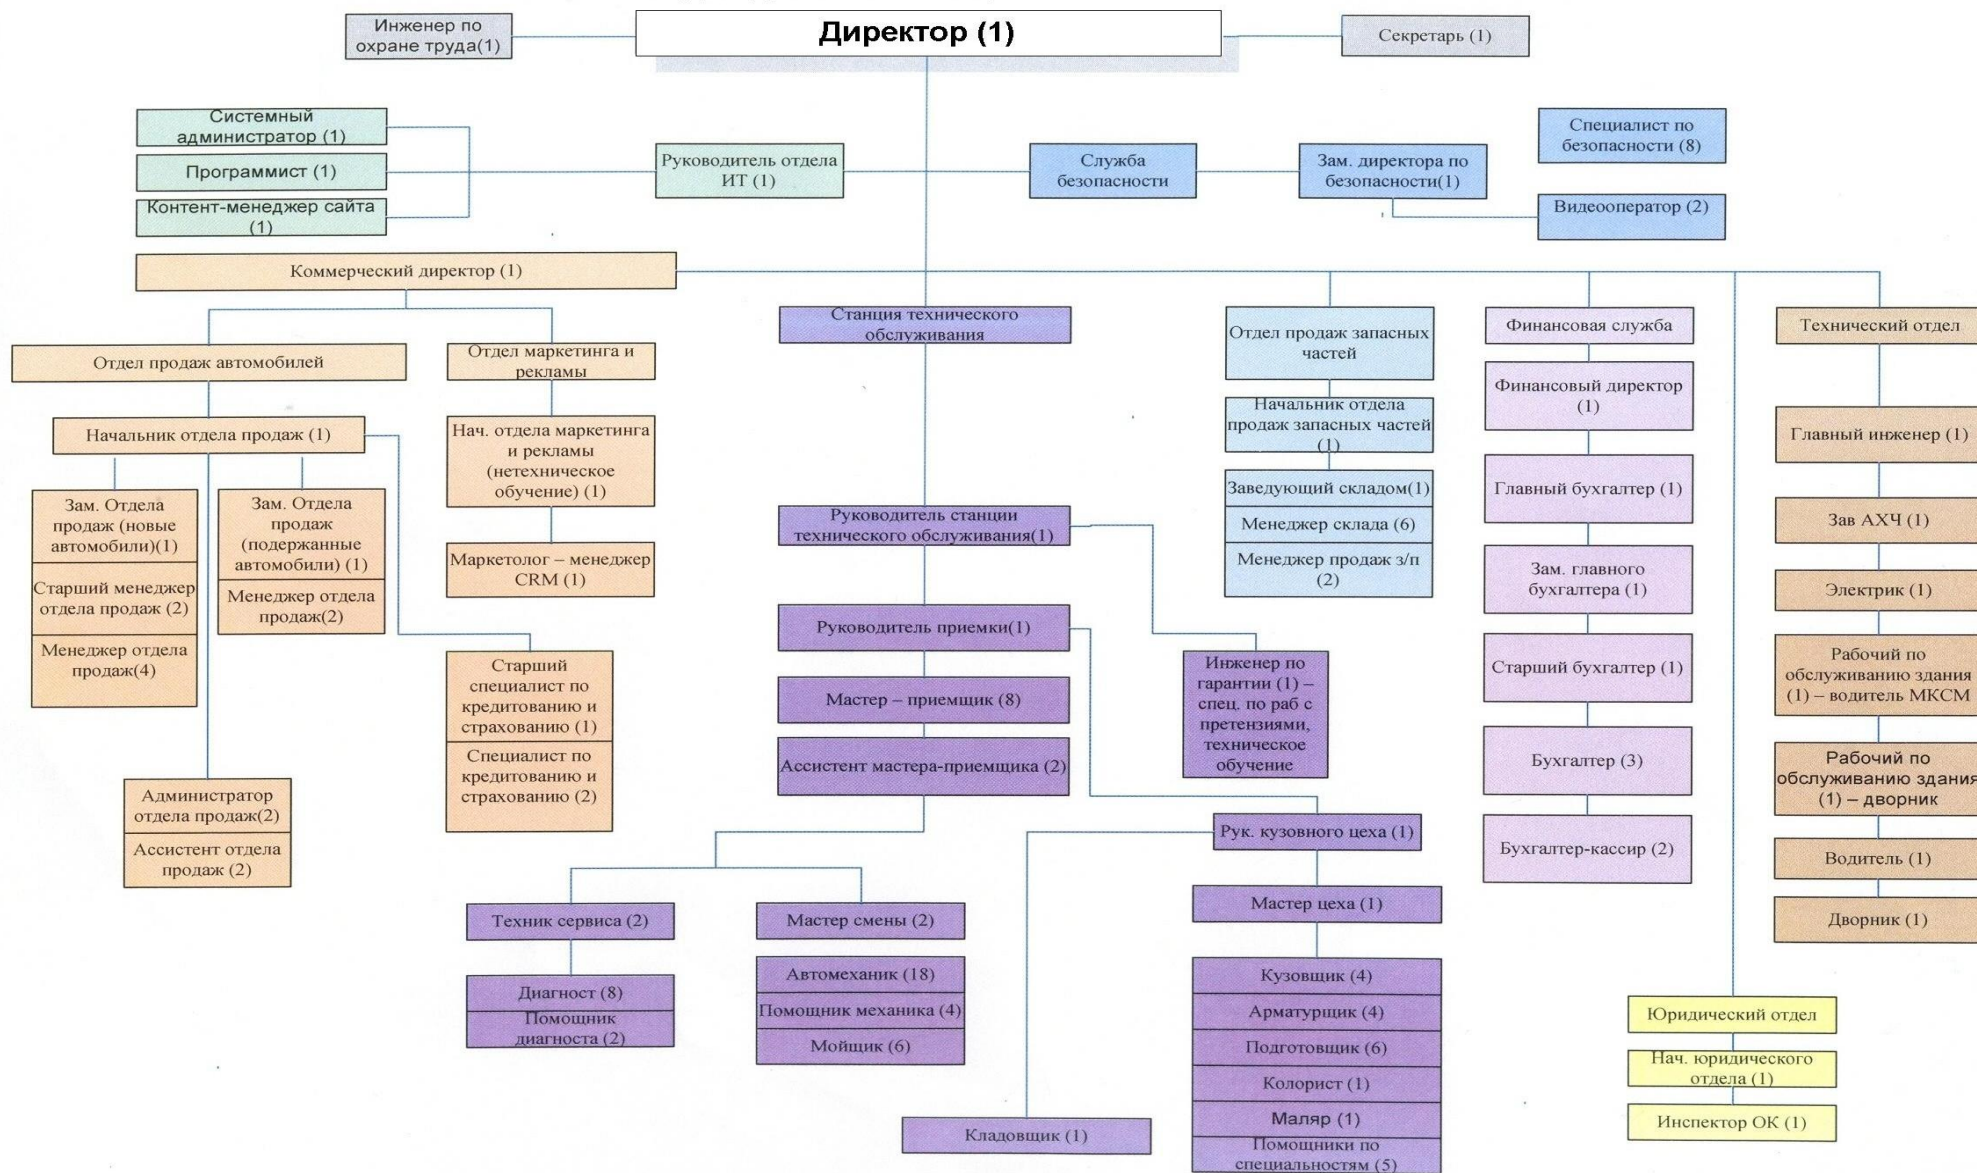 Инженер по
охране труда(1)
Директор (1)
Секретарь (1)
Системный
администратор (1)
Программист (1)
Контент-менеджер сайта
(1)
Руководитель отдела
ИТ (1)
Служба
безопасности
Зам. директора по
безопасности(1)
Специалист по
безопасности (8)
Видеооператор (2)
Коммерческий директор (1)
Отдел продаж автомобилей
Начальник отдела продаж (1)
Зам. Отдела
продаж (новые
автомобили)(1)
Старший менеджер
отдела продаж (2)
Менеджер отдела
продаж(4)
Зам. Отдела
продаж
(подержанные
автомобили) (1)
Менеджер отдела
продаж(2)
Администратор
отдела продаж(2)
Ассистент отдела
продаж (2)
Отдел маркетинга и
рекламы
Нач. отдела маркетинга
и рекламы
(нетехническое
обучение) (1)
Маркетолог – менеджер
CRM (1)
Старший
специалист по
кредитованию и
страхованию (1)
Специалист по
кредитованию и
страхованию (2)
Станция технического
обслуживания
Руководитель станции
технического обслуживания(1)
Руководитель приемки(1)
Мастер – приемщик (8)
Ассистент мастера-приемщика (2)
Инженер по
гарантии (1) –
спец. по раб с
претензиями,
техническое
обучение
Техник сервиса (2)
Диагност (8)
Помощник
диагноста (2)
Мастер смены (2)
Автомеханик (18)
Помощник механика (4)
Мойщик (6)
Рук. кузовного цеха (1)
Мастер цеха (1)
Кузовщик (4)
Арматурщик (4)
Подготовщик (6)
Колорист (1)
Маляр (1)
Помощники по
специальностям (5)
Кладовщик (1)
Отдел продаж запасных
частей
Начальник отдела
продаж запасных частей
(1)
Заведующий складом(1)
Менеджер склада (6)
Менеджер продаж з/п
(2)
Финансовая служба
Финансовый директор
(1)
Главный бухгалтер (1)
Зам. главного
бухгалтера (1)
Старший бухгалтер (1)
Бухгалтер (3)
Бухгалтер-кассир (2)
Технический отдел
Главный инженер (1)
Зав АХЧ (1)
Электрик (1)
Рабочий по
обслуживанию здания
(1) – водитель МКСМ
Рабочий по
обслуживанию здания
(1) – дворник
Водитель (1)
Дворник (1)
Юридический отдел
Нач. юридического
отдела (1)
Инспектор ОК (1)